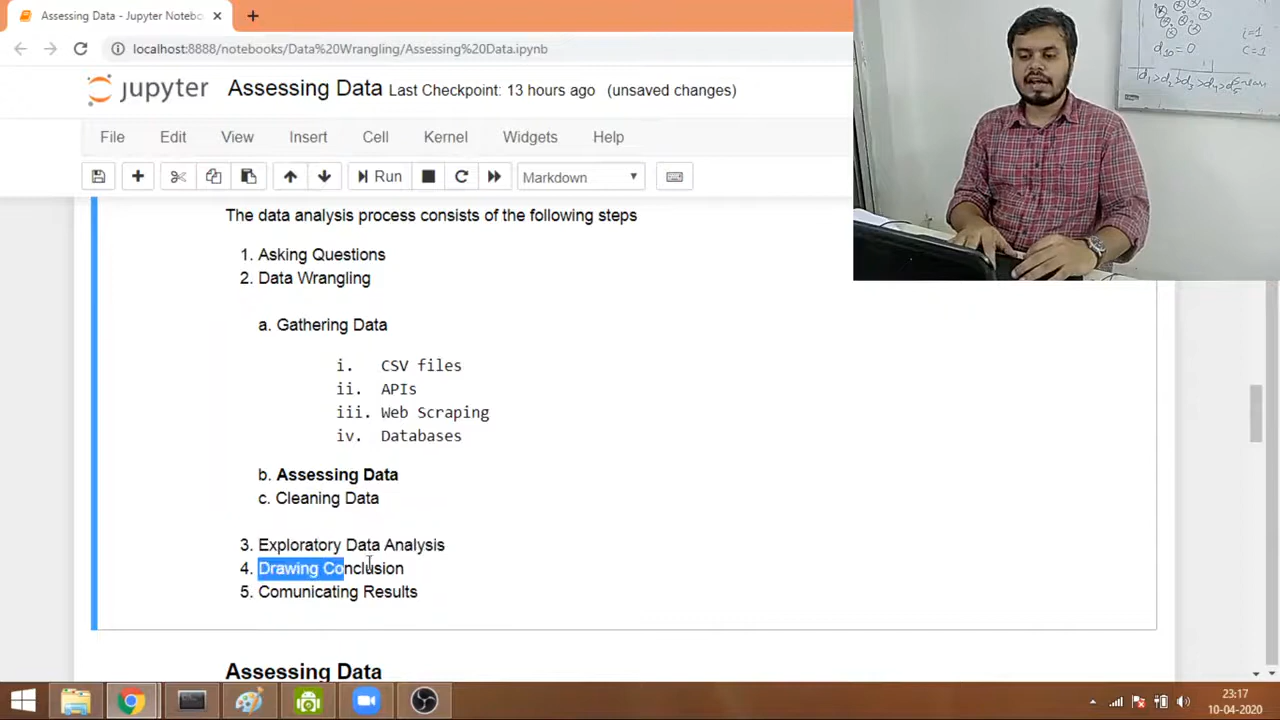 Assessing Data - Jupyter Notebo
localhost:8888/notebooks/Data%20Wrangling/Assessing%20Data.ipynb
jupyter Assessing Data Last Checkpoint: 13 hours ago (unsaved changes)
File Edit View Insert Cell Kernel Widgets Help
Run Markdown
The data analysis process consists of the following steps
1. Asking Questions
2. Data Wrangling
a. Gathering Data
i. CSV files
ii. APIs
iii. Web Scraping
iv. Databases
b. Assessing Data
c. Cleaning Data
3. Exploratory Data Analysis
4. Drawing Conclusion
5. Comunicating Results
Assessing Data
i=1
c=1
23:17
10-04-2020